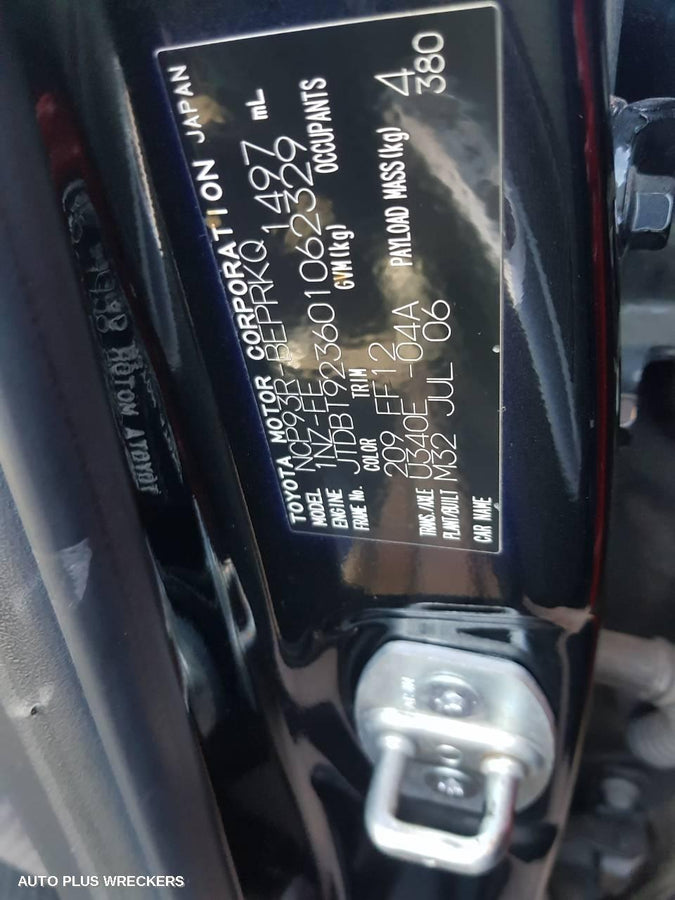 TOYOTA MOTOR CORPORATION JAPAN
MODEL NCP93R-BEPRKQ
ENGINE 1NZ-FE 1497 mL
FRAME No. JTDBT923601062329
COLOR TRIM GVM(kg) OCCUPANTS
209 FF12 4
TRANS./AXLE U340E -04A PAYLOAD MASS(kg) 380
PLANT/BUILT M32 JUL 06
CAR NAME
AUTO PLUS WRECKERS